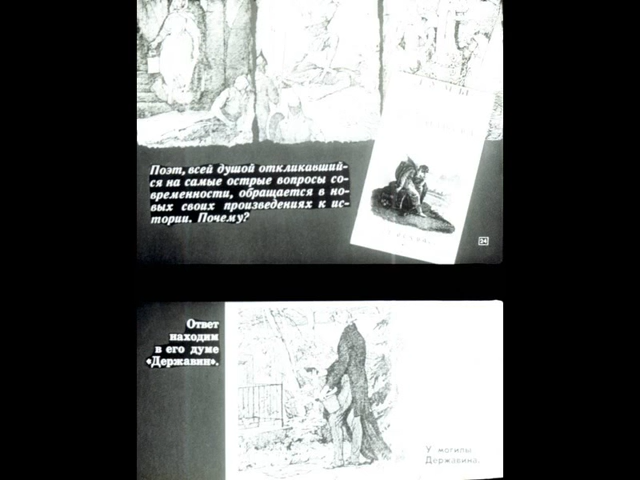 Поэт, всей душой откликавший-
ся на самые острые вопросы со-
временности, обращается в но-
вых своих произведениях к ис-
тории. Почему?
34
Ответ
находим
в его думе
«Державин».
У могилы
Державина.